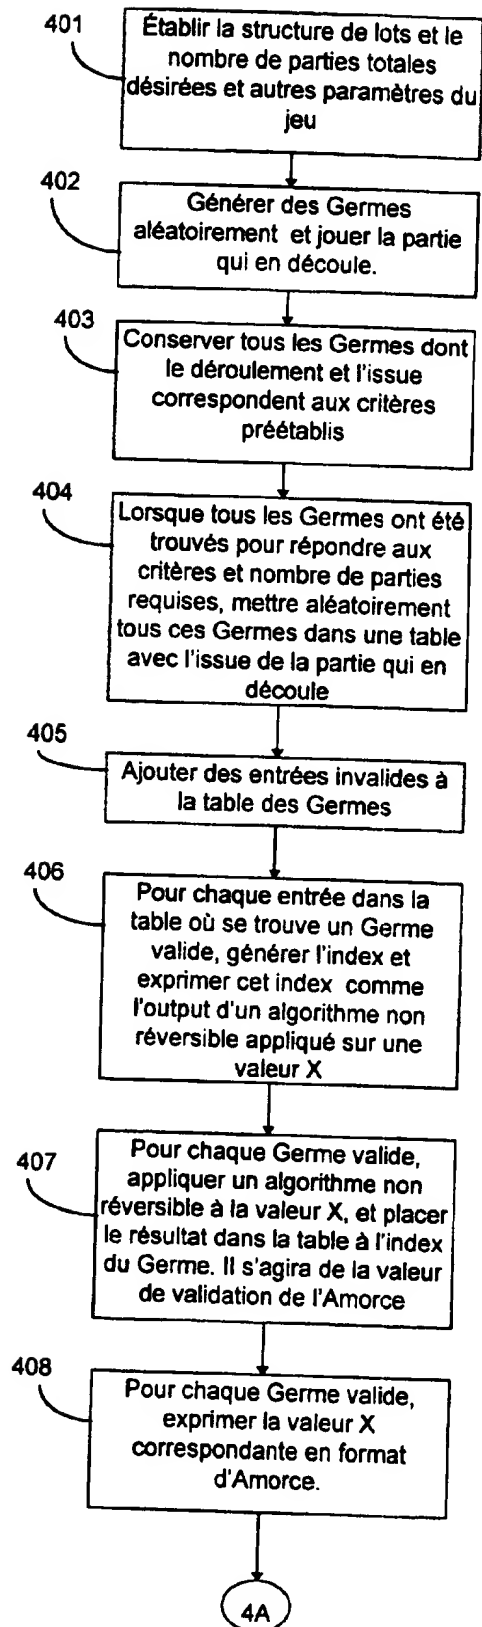 401
Établir la structure de lots et le
nombre de parties totales
désirées et autres paramètres du
jeu
402
Générer des Germes
aléatoirement et jouer la partie
qui en découle.
403
Conserver tous les Germes dont
le déroulement et l'issue
correspondent aux critères
préétablis
404
Lorsque tous les Germes ont été
trouvés pour répondre aux
critères et nombre de parties
requises, mettre aléatoirement
tous ces Germes dans une table
avec l'issue de la partie qui en
découle
405
Ajouter des entrées invalides à
la table des Germes
406
Pour chaque entrée dans la
table où se trouve un Germe
valide, générer l'index et
exprimer cet index comme
l'output d'un algorithme non
réversible appliqué sur une
valeur X
407
Pour chaque Germe valide,
appliquer un algorithme non
réversible à la valeur X, et placer
le résultat dans la table à l'index
du Germe. Il s'agira de la valeur
de validation de l'Amorce
408
Pour chaque Germe valide,
exprimer la valeur X
correspondante en format
d'Amorce.
4A